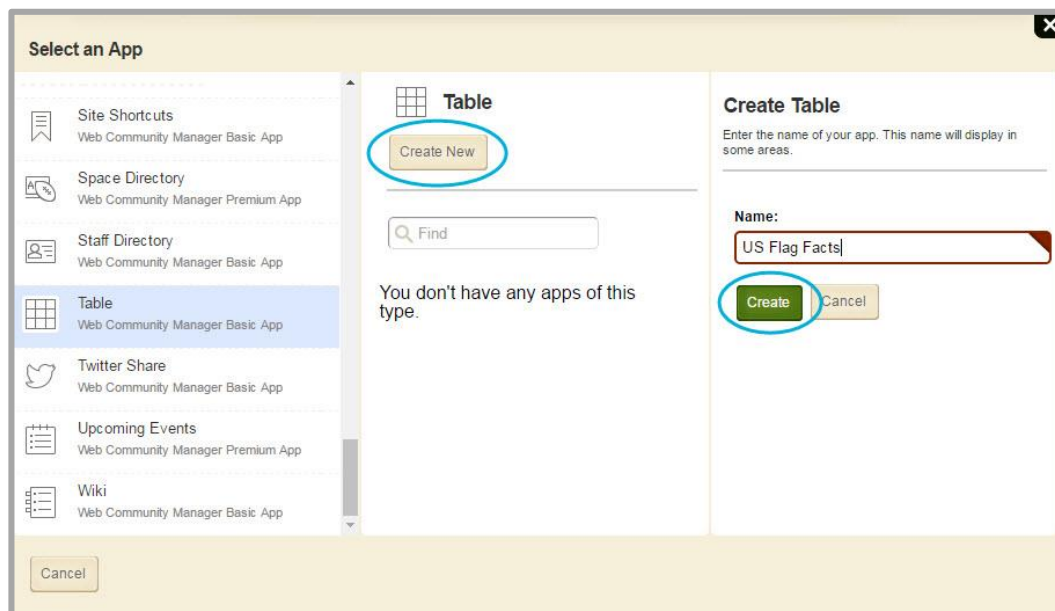 Select an App
Site Shortcuts
Web Community Manager Basic App
Space Directory
Web Community Manager Premium App
Staff Directory
Web Community Manager Basic App
Table
Web Community Manager Basic App
Twitter Share
Web Community Manager Basic App
Upcoming Events
Web Community Manager Premium App
Wiki
Web Community Manager Basic App
Cancel
Table
Create New
Find
You don't have any apps of this
type.
Create Table
Enter the name of your app. This name will display in
some areas.
Name:
US Flag Facts
Create
Cancel